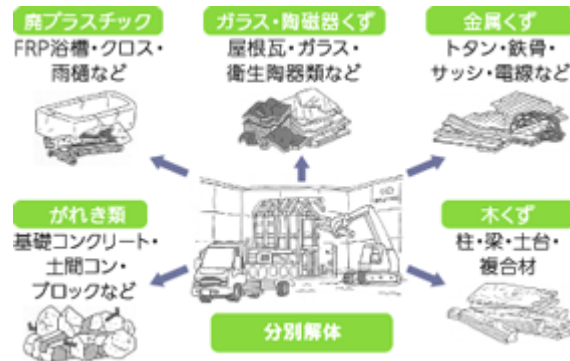 廃プラスチック
FRP浴槽・クロス・
雨樋など
ガラス・陶磁器くず
屋根瓦・ガラス・
衛生陶器類など
金属くず
トタン・鉄骨・
サッシ・電線など
がれき類
基礎コンクリート・
土間コン・
ブロックなど
木くず
柱・梁・土台・
複合材
分別解体